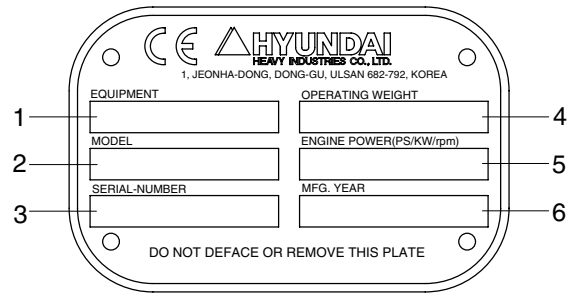 CE HYUNDAI
HEAVY INDUSTRIES CO., LTD.
1, JEONHA-DONG, DONG-GU, ULSAN 682-792, KOREA
EQUIPMENT OPERATING WEIGHT
1 4
MODEL ENGINE POWER(PS/KW/rpm)
2 5
SERIAL-NUMBER MFG. YEAR
3 6
DO NOT DEFACE OR REMOVE THIS PLATE